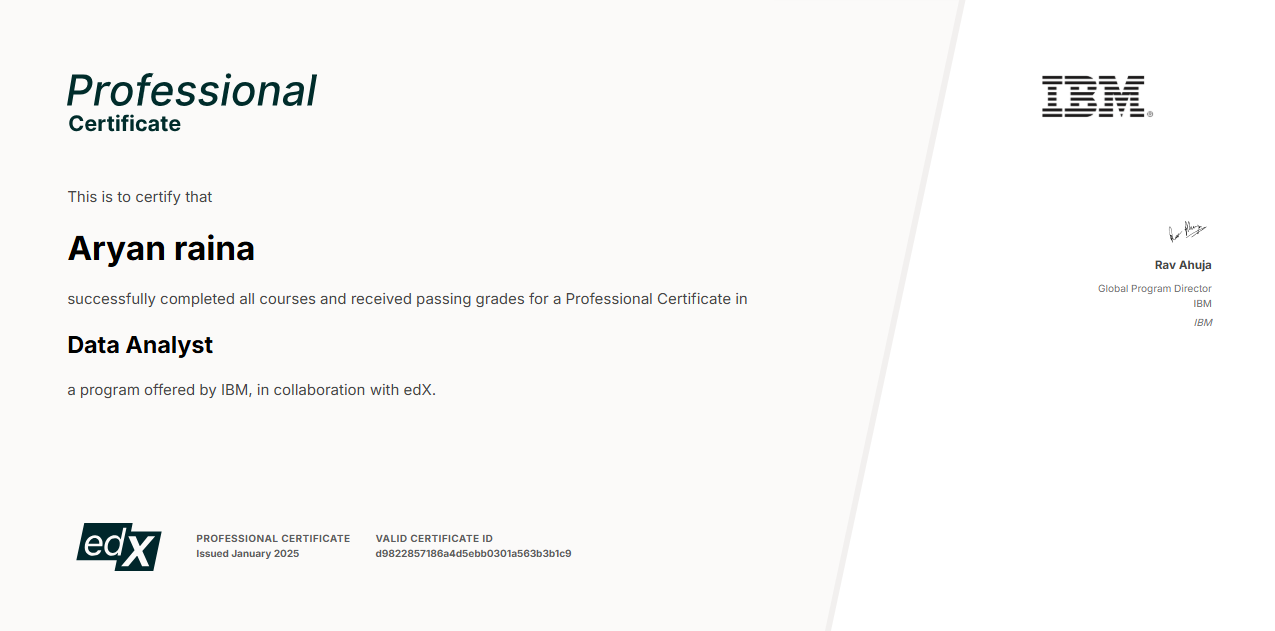 Professional
Certificate
This is to certify that
Aryan raina
successfully completed all courses and received passing grades for a Professional Certificate in
Data Analyst
a program offered by IBM, in collaboration with edX.
edX
PROFESSIONAL CERTIFICATE
Issued January 2025
VALID CERTIFICATE ID
d9822857186a4d5ebb0301a563b3b1c9
IBM®
Rav Ahuja
Rav Ahuja
Global Program Director
IBM
IBM